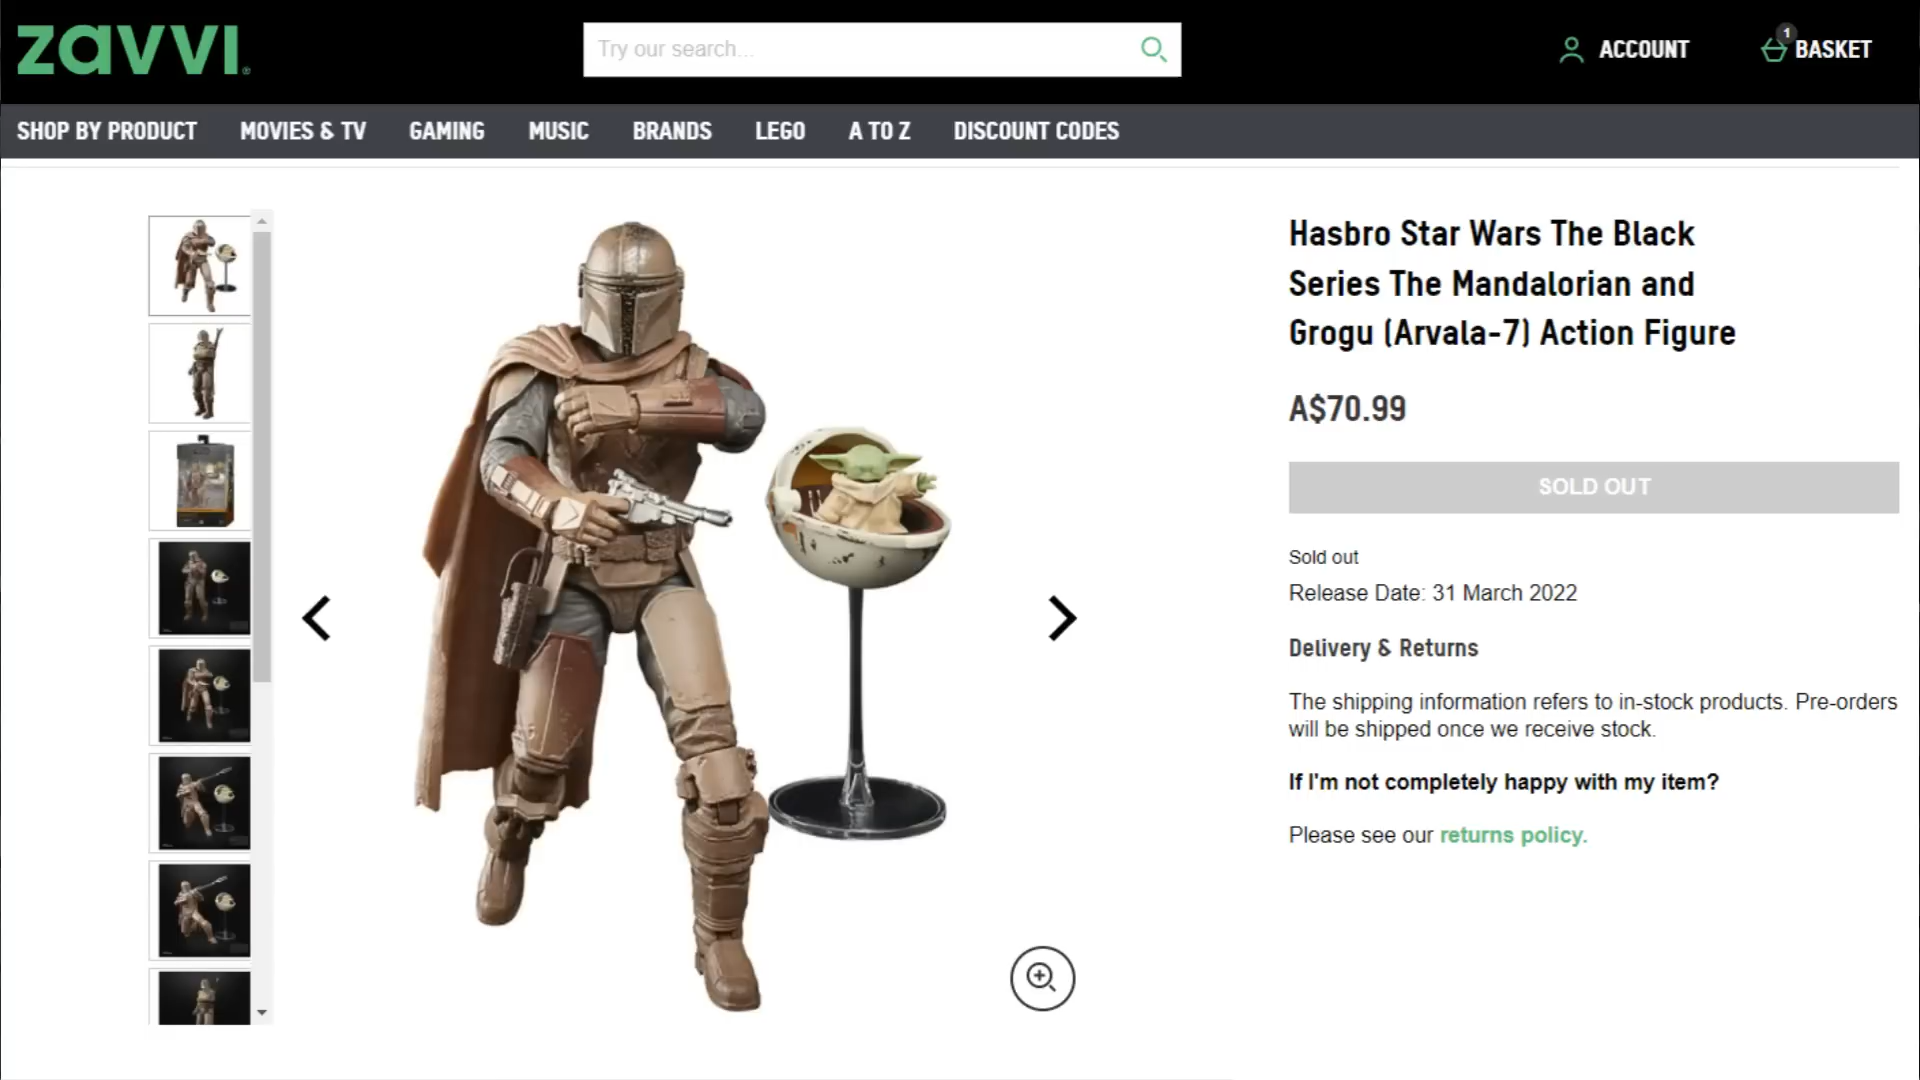 zavvi
Try our search...
ACCOUNT
1
BASKET
SHOP BY PRODUCT MOVIES & TV GAMING MUSIC BRANDS LEGO A TO Z DISCOUNT CODES
Hasbro Star Wars The Black
Series The Mandalorian and
Grogu (Arvala-7) Action Figure
A$70.99
SOLD OUT
Sold out
Release Date: 31 March 2022
Delivery & Returns
The shipping information refers to in-stock products. Pre-orders
will be shipped once we receive stock.
If I'm not completely happy with my item?
Please see our returns policy.